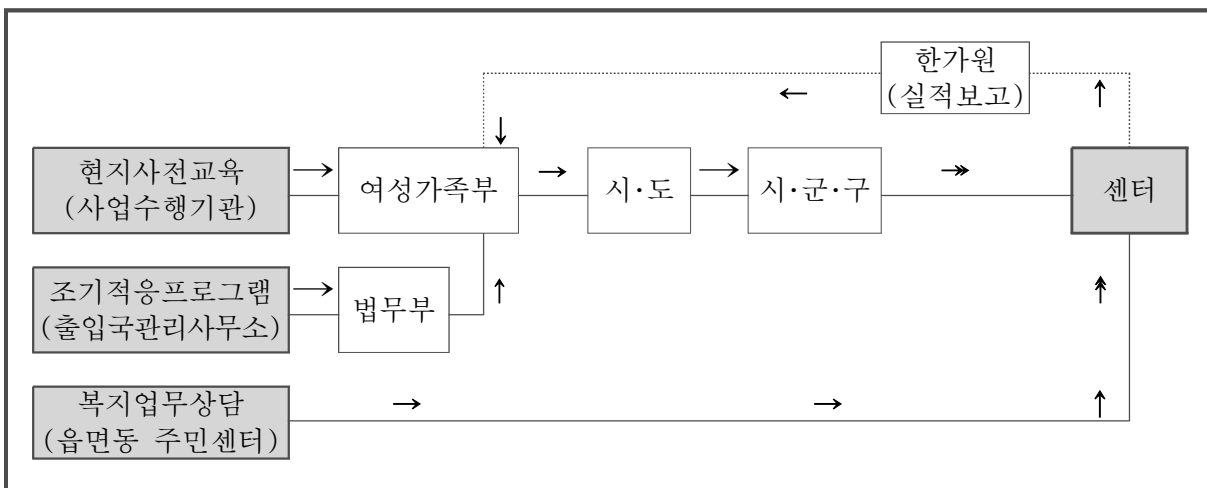 한가원
(실적보고)
현지사전교육
(사업수행기관)
여성가족부
시·도
시·군·구
센터
조기적응프로그램
(출입국관리사무소)
법무부
복지업무상담
(읍면동 주민센터)